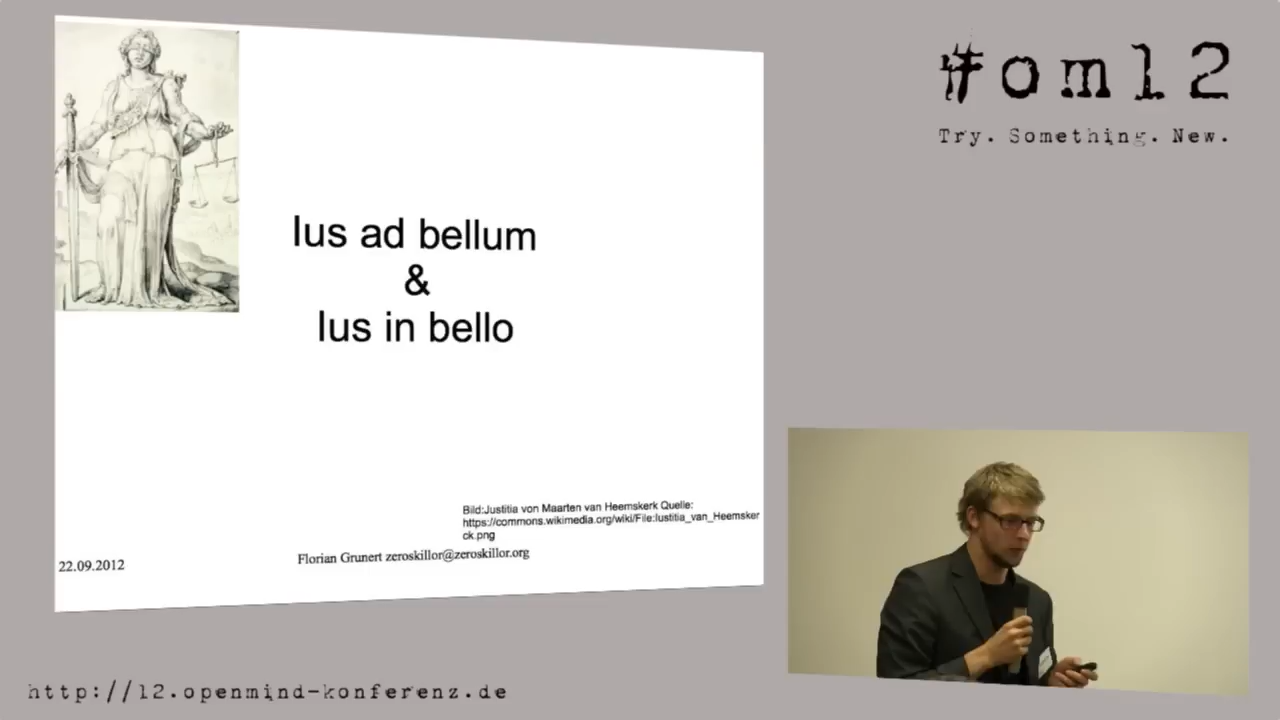 #om12
Try. Something. New.
Ius ad bellum
&
Ius in bello
Bild:Justitia von Maarten van Heemskerk Quelle:
https://commons.wikimedia.org/wiki/File:Iustitia_van_Heemsker
ck.png
Florian Grunert zeroskillor@zeroskillor.org
22.09.2012
http://12.openmind-konferenz.de